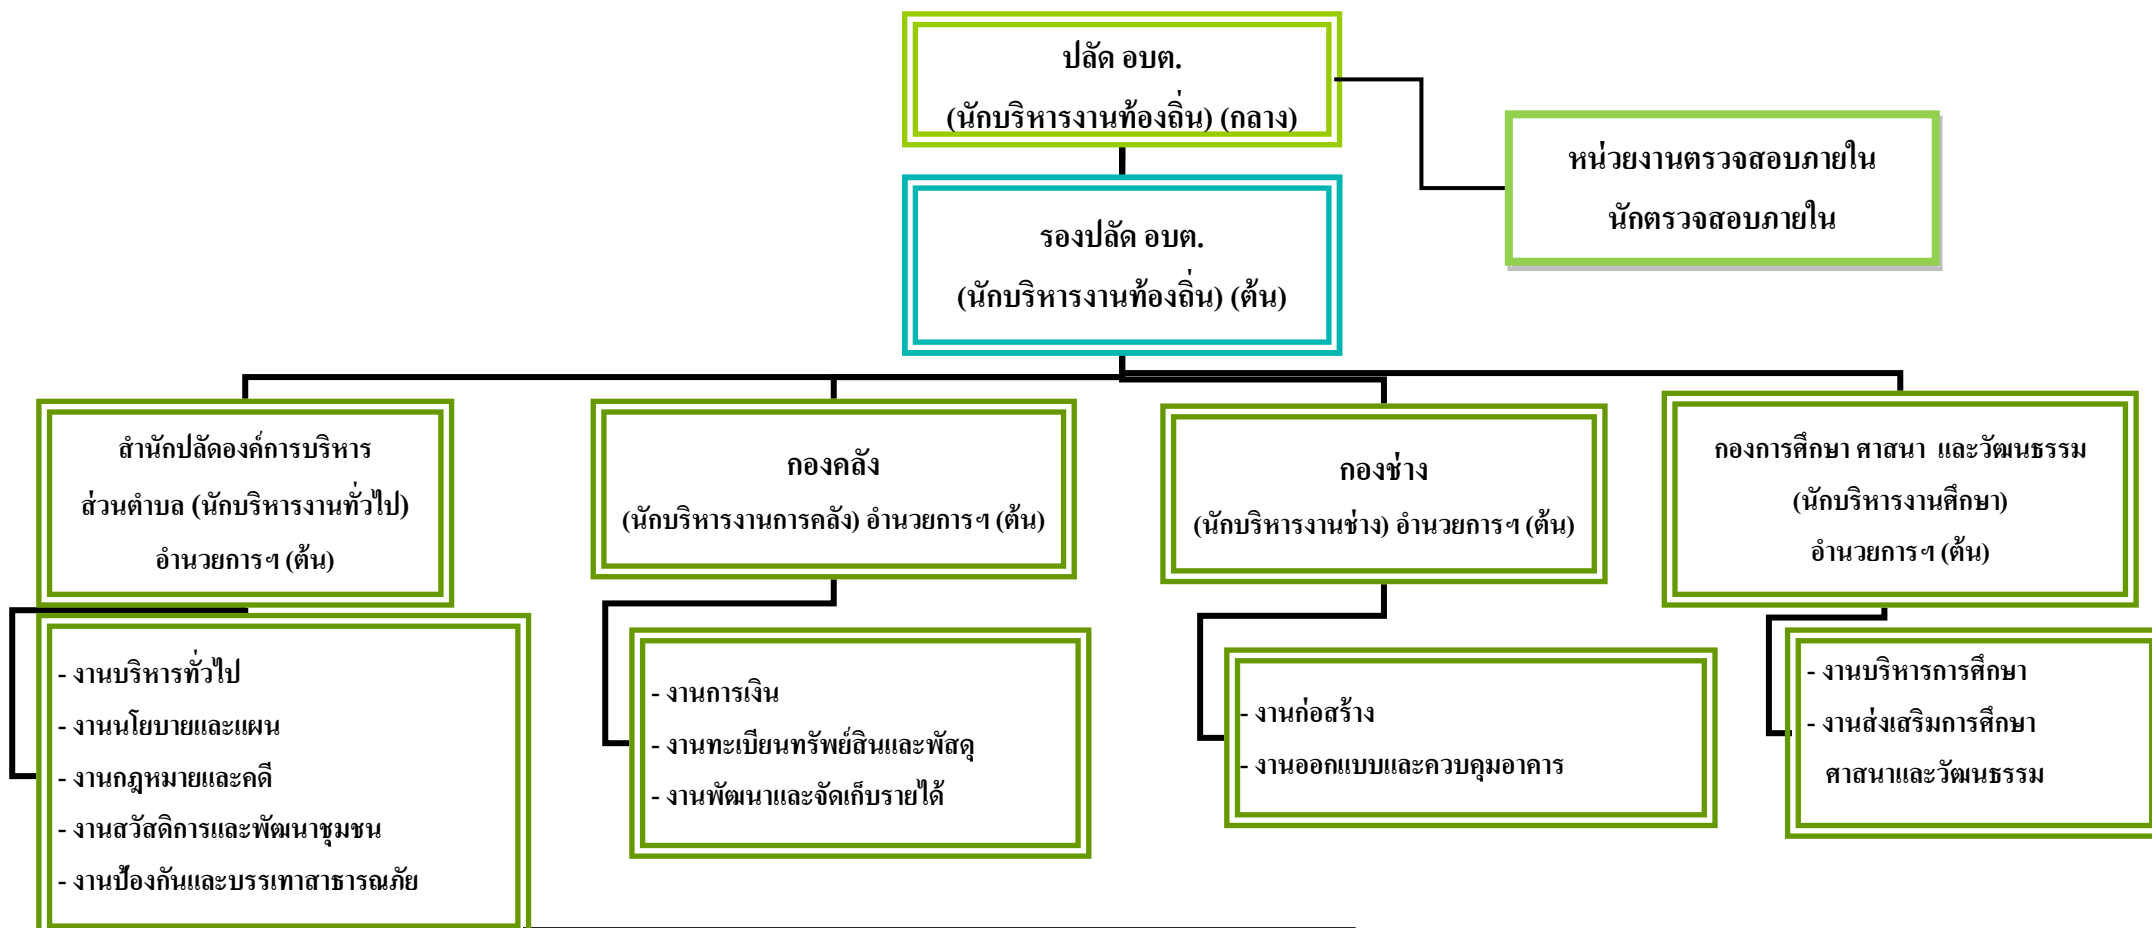 ปลัด อบต.
(นักบริหารงานท้องถิ่น) (กลาง)
หน่วยงานตรวจสอบภายใน
นักตรวจสอบภายใน
รองปลัด อบต.
(นักบริหารงานท้องถิ่น) (ต้น)
สำนักปลัดองค์การบริหาร
ส่วนตำบล (นักบริหารงานทั่วไป)
อำนวยการฯ (ต้น)
กองคลัง
(นักบริหารงานการคลัง) อำนวยการฯ (ต้น)
กองช่าง
(นักบริหารงานช่าง) อำนวยการฯ (ต้น)
กองการศึกษา ศาสนา และวัฒนธรรม
(นักบริหารงานศึกษา)
อำนวยการฯ (ต้น)
- งานบริหารทั่วไป
- งานนโยบายและแผน
- งานกฎหมายและคดี
- งานสวัสดิการและพัฒนาชุมชน
- งานป้องกันและบรรเทาสาธารณภัย
- งานการเงิน
- งานทะเบียนทรัพย์สินและพัสดุ
- งานพัฒนาและจัดเก็บรายได้
- งานก่อสร้าง
- งานออกแบบและควบคุมอาคาร
- งานบริหารการศึกษา
- งานส่งเสริมการศึกษา
ศาสนาและวัฒนธรรม